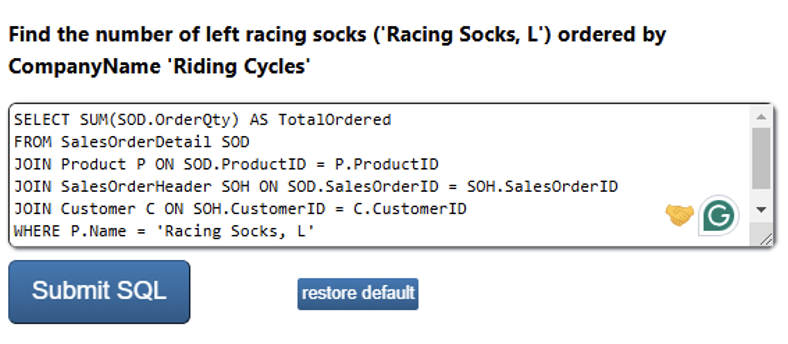 Find the number of left racing socks ('Racing Socks, L') ordered by
CompanyName 'Riding Cycles'
SELECT SUM(SOD.OrderQty) AS TotalOrdered
FROM SalesOrderDetail SOD
JOIN Product P ON SOD.ProductID = P.ProductID
JOIN SalesOrderHeader SOH ON SOD.SalesOrderID = SOH.SalesOrderID
JOIN Customer C ON SOH.CustomerID = C.CustomerID
WHERE P.Name = 'Racing Socks, L'
Submit SQL
restore default